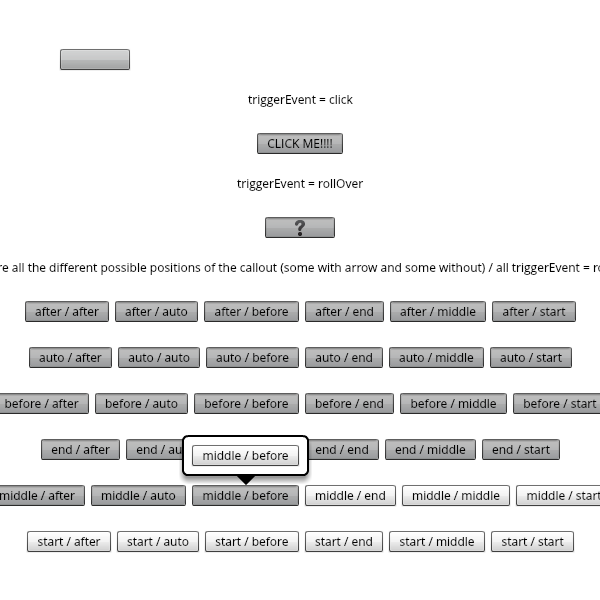 triggerEvent = click
CLICK ME!!!!
triggerEvent = rollOver
?
all the different possible positions of the callout (some with arrow and some without) / all triggerEvent =
after / after after / auto after / before after / end after / middle after / start
auto / after auto / auto auto / before auto / end auto / middle auto / start
before / after before / auto before / before before / end before / middle before / start
end / after end / end / end end / middle end / start
middle / before
middle / after middle / auto middle / before middle / end middle / middle middle / start
start / after start / auto start / before start / end start / middle start / start